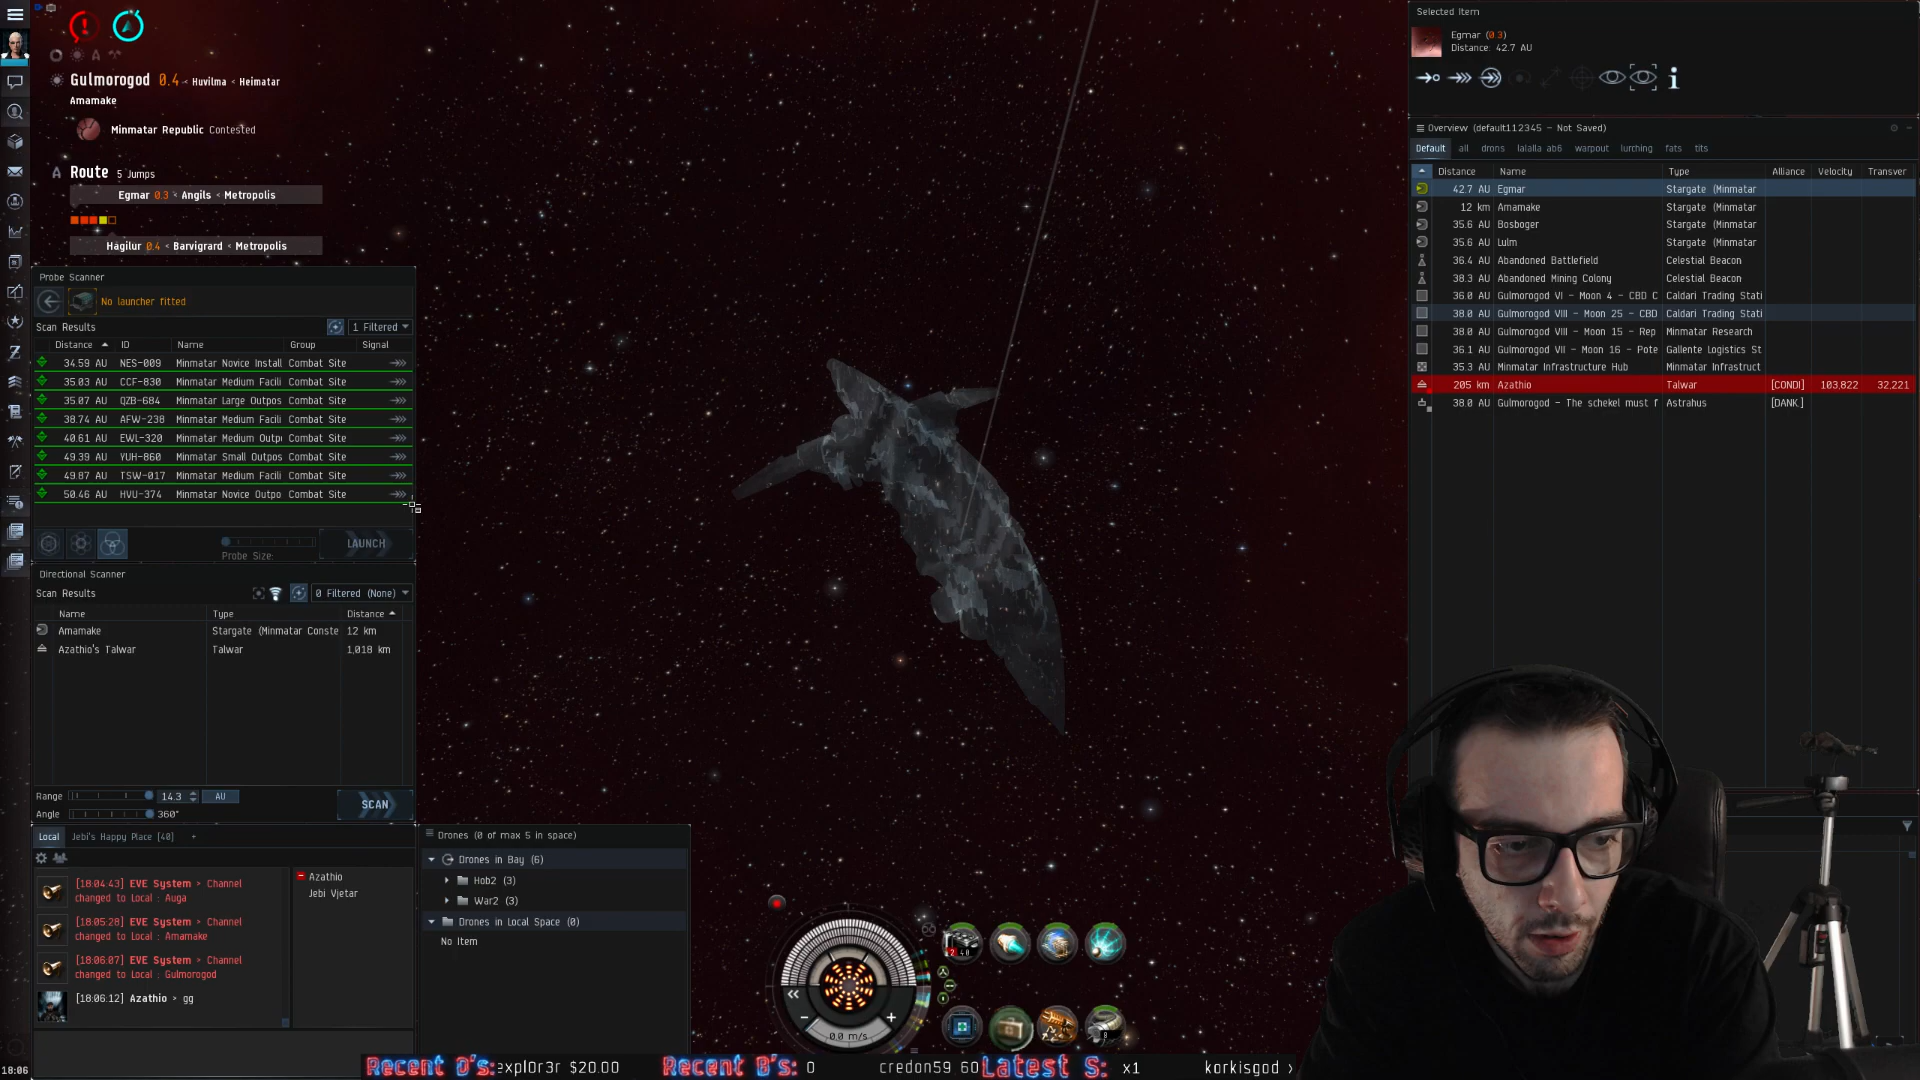 Gulmorogod 0.4 < Huvilma < Heimatar
Amamake
Minmatar Republic Contested
Route 5 Jumps
Egmar 0.3 < Angils < Metropolis
Hagilur 0.4 < Barvigrard < Metropolis
Probe Scanner
No launcher fitted
Scan Results 1 Filtered
Distance ID Name Group Signal
34.59 AU NES-009 Minmatar Novice Install Combat Site
35.03 AU CCF-830 Minmatar Medium Facili Combat Site
35.07 AU QZB-684 Minmatar Large Outpos Combat Site
38.74 AU AFW-238 Minmatar Medium Facili Combat Site
40.61 AU EWL-320 Minmatar Medium Outp Combat Site
49.39 AU YUH-860 Minmatar Small Outpos Combat Site
49.87 AU TSW-017 Minmatar Medium Facili Combat Site
50.46 AU HVU-374 Minmatar Novice Outpo Combat Site
Probe Size:
LAUNCH
Directional Scanner
Scan Results 0 Filtered (None)
Name Type Distance
Amamake Stargate (Minmatar Conste 12 km
Azathio's Talwar Talwar 1,018 km
Range 14.3 AU
Angle 360°
SCAN
Local Jebi's Happy Place [40] +
[18:04:43] EVE System > Channel
changed to Local : Auga
[18:05:28] EVE System > Channel
changed to Local : Amamake
[18:06:07] EVE System > Channel
changed to Local : Gulmorogod
[18:06:12] Azathio > gg
Azathio
Jebi Vjetar
18:06
Drones (0 of max 5 in space)
Drones in Bay (6)
Hob2 (3)
War2 (3)
Drones in Local Space (0)
No Item
40
0.0 m/s
Selected Item
Egmar (0.3)
Distance: 42.7 AU
Overview (default112345 - Not Saved)
Default all drons lalalla ab6 warpout lurching fats tits
Distance Name Type Alliance Velocity Transver
42.7 AU Egmar Stargate (Minmatar
12 km Amamake Stargate (Minmatar
35.6 AU Bosboger Stargate (Minmatar
35.6 AU Lulm Stargate (Minmatar
36.4 AU Abandoned Battlefield Celestial Beacon
38.3 AU Abandoned Mining Colony Celestial Beacon
36.0 AU Gulmorogod VI - Moon 4 - CBD C Caldari Trading Stati
38.0 AU Gulmorogod VIII - Moon 25 - CBD Caldari Trading Stati
38.0 AU Gulmorogod VIII - Moon 15 - Rep Minmatar Research
36.1 AU Gulmorogod VII - Moon 16 - Pote Gallente Logistics St
35.3 AU Minmatar Infrastructure Hub Minmatar Infrastruct
205 km Azathio Talwar [CONDI] 103,822 32,221
38.0 AU Gulmorogod - The schekel must f Astrahus [DANK.]
Recent D's: expl0r3r $20.00 Recent B's: 0 credon59 60 Latest S: x1 korkisgod